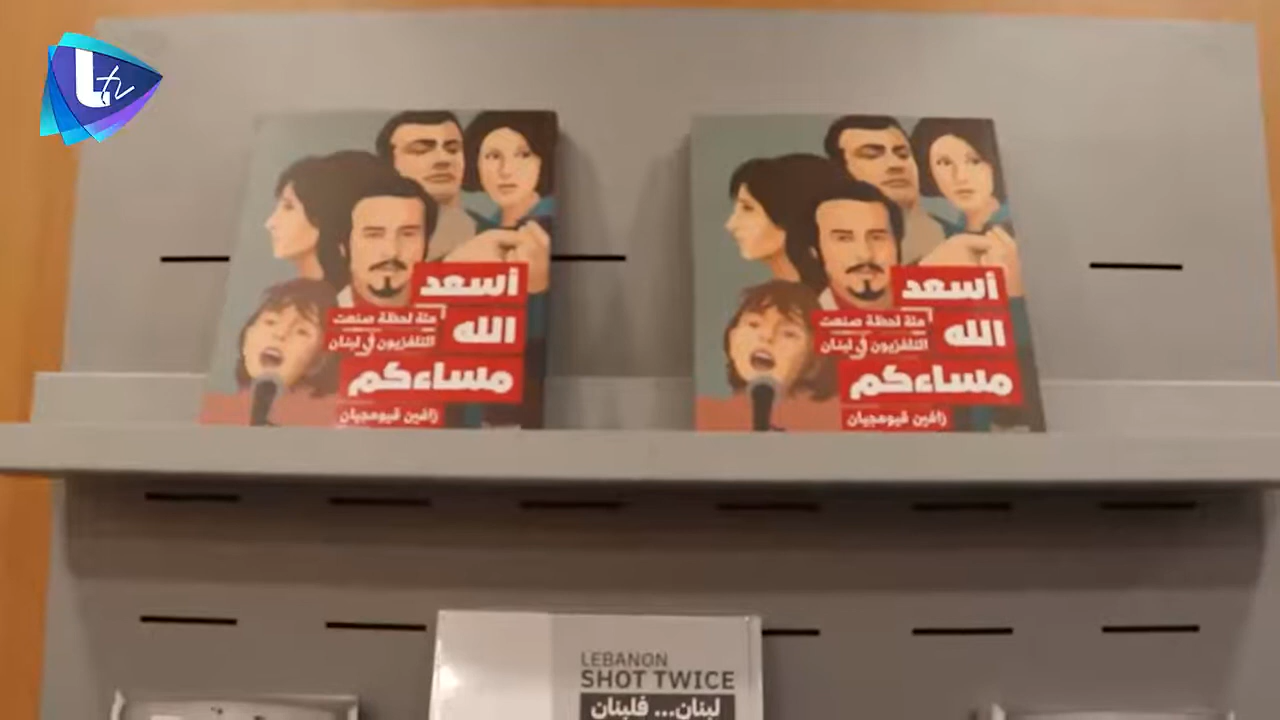 Ltv
أسعد
الله
مئة لحظة صنعت
التلفزيون في لبنان
مساءكم
زافين قيومجيان
أسعد
الله
مئة لحظة صنعت
التلفزيون في لبنان
مساءكم
زافين قيومجيان
LEBANON
SHOT TWICE
لبنان... فلبنان